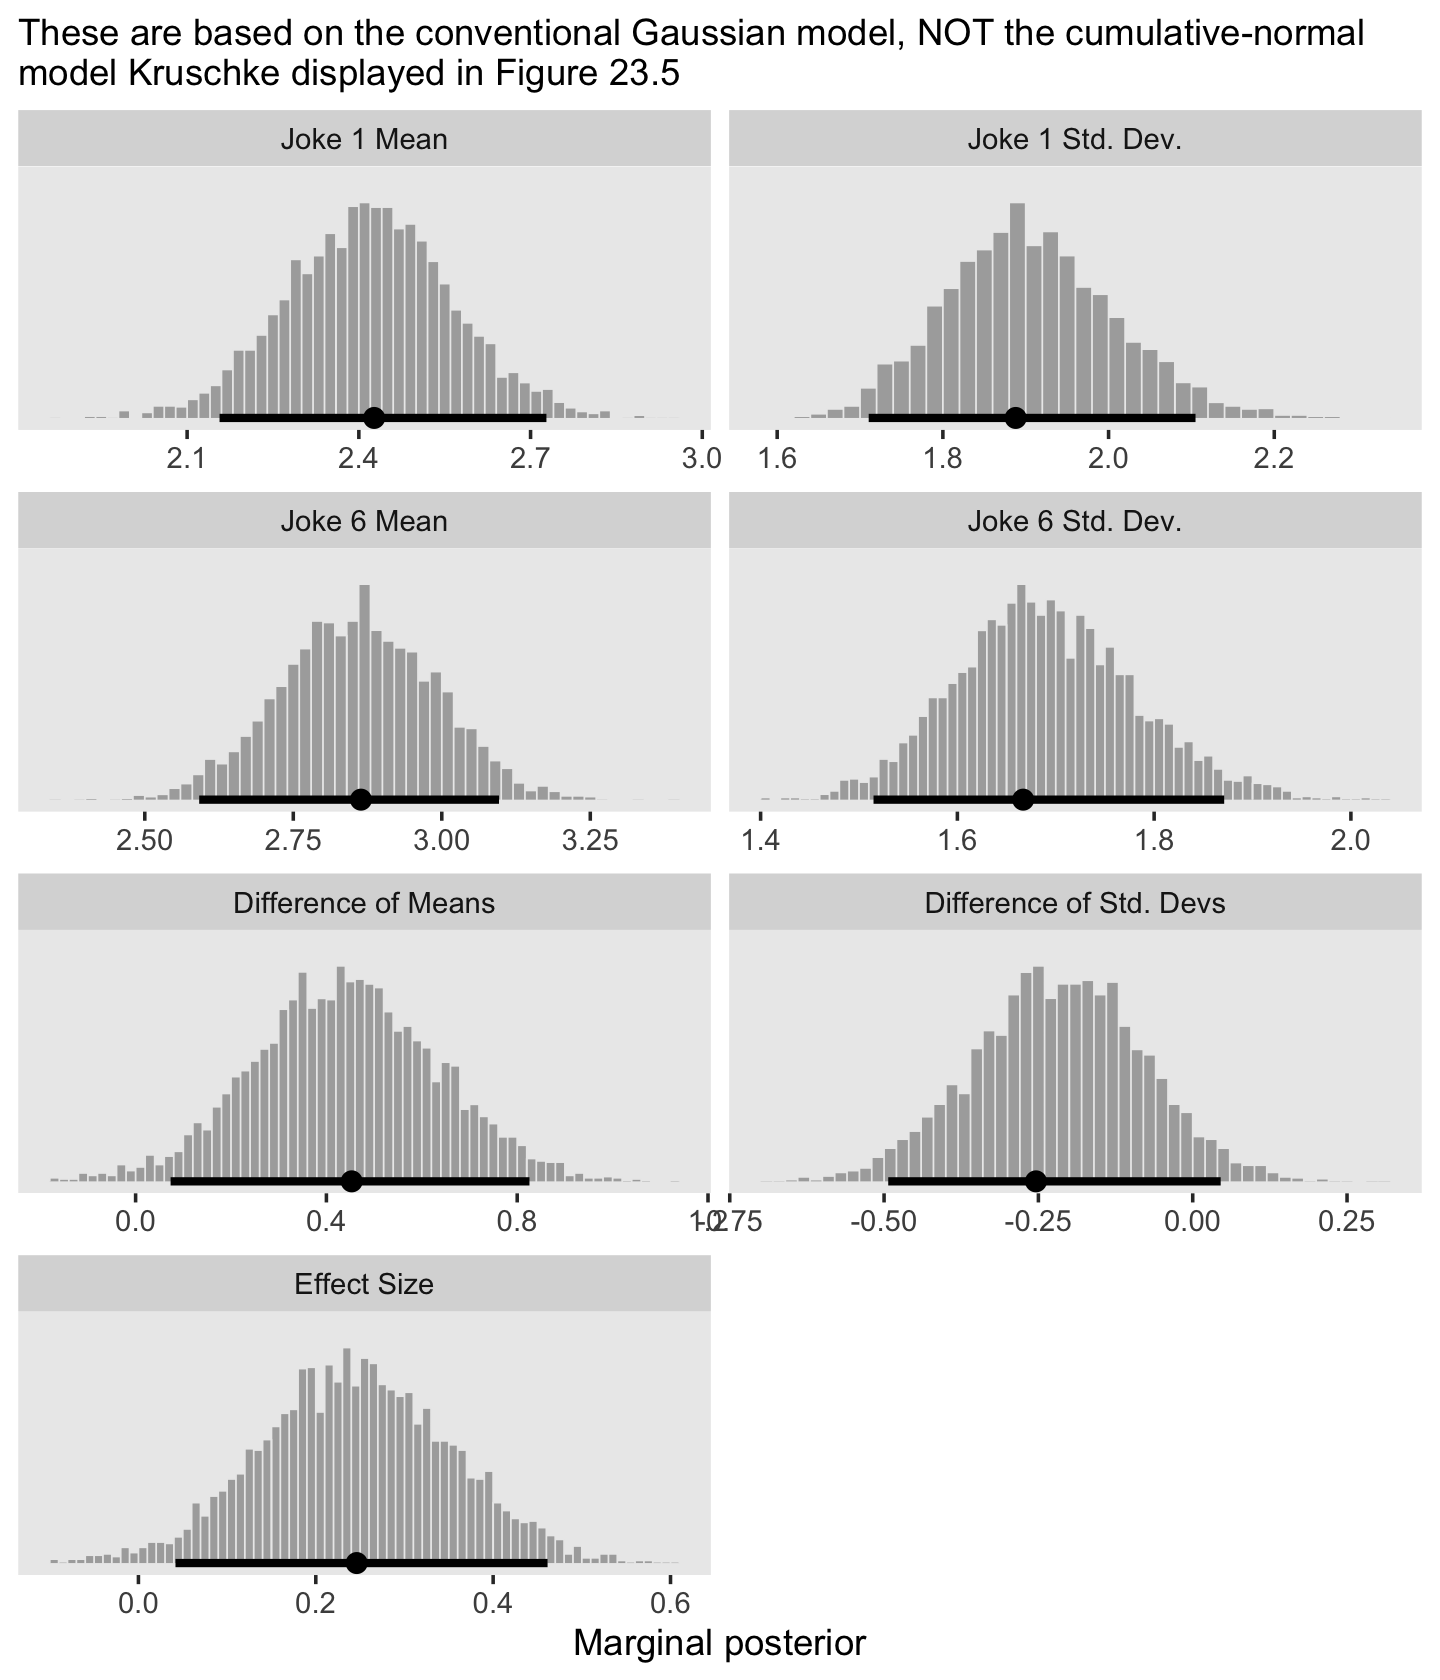 These are based on the conventional Gaussian model, NOT the cumulative-normal
model Kruschke displayed in Figure 23.5
Joke 1 Mean
Joke 1 Std. Dev.
2.1 2.4 2.7 3.0
1.6 1.8 2.0 2.2
Joke 6 Mean
Joke 6 Std. Dev.
2.50 2.75 3.00 3.25
1.4 1.6 1.8 2.0
Difference of Means
Difference of Std. Devs
0.0 0.4 0.8 1.2
-0.75 -0.50 -0.25 0.00 0.25
Effect Size
0.0 0.2 0.4 0.6
Marginal posterior